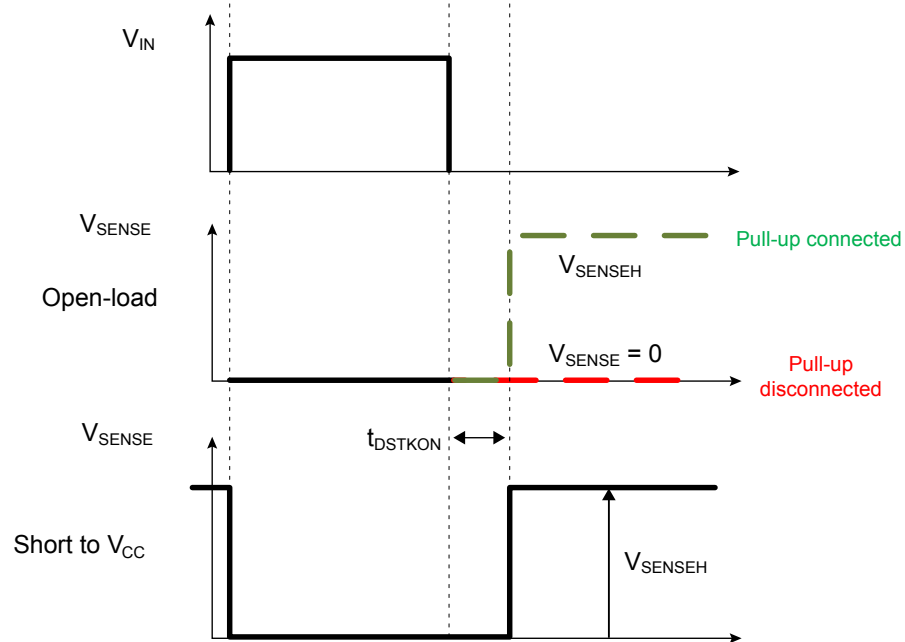 VIN
VSENSE
Pull-up connected
VSENSEH
Open-load
VSENSE = 0
Pull-up
disconnected
VSENSE
tDSTKON
Short to VCC
VSENSEH